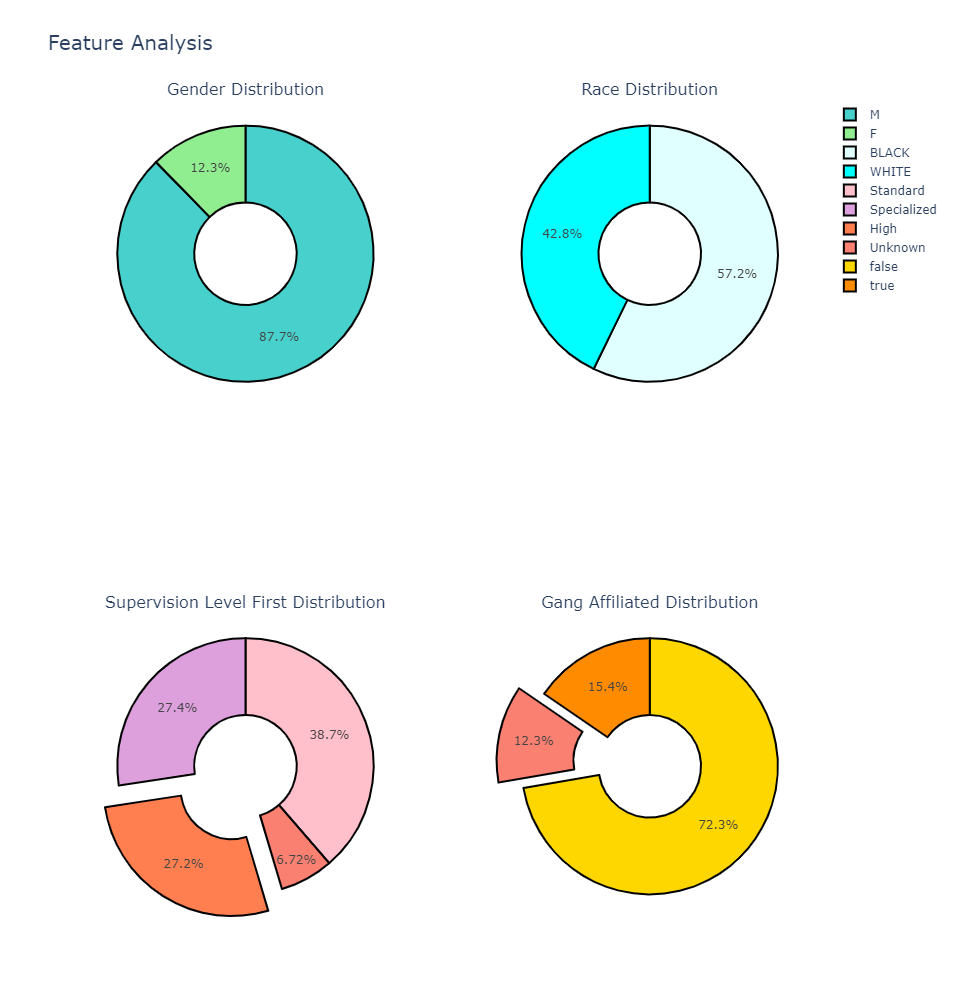 Feature Analysis
Gender Distribution
12.3%
87.7%
Race Distribution
42.8%
57.2%
M
F
BLACK
WHITE
Standard
Specialized
High
Unknown
false
true
Supervision Level First Distribution
27.4%
38.7%
27.2%
6.72%
Gang Affiliated Distribution
15.4%
12.3%
72.3%